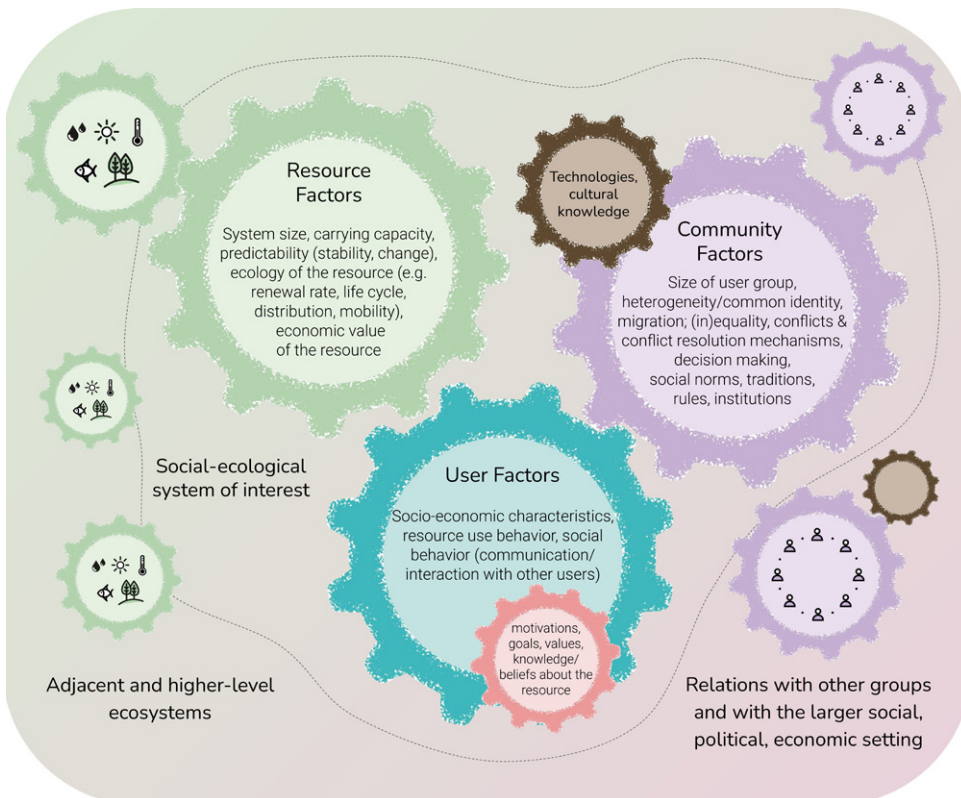 Resource
Factors
System size, carrying capacity,
predictability (stability, change),
ecology of the resource (e.g.
renewal rate, life cycle,
distribution, mobility),
economic value
of the resource
Technologies,
cultural
knowledge
Community
Factors
Size of user group,
heterogeneity/common identity,
migration; (in)equality, conflicts &
conflict resolution mechanisms,
decision making,
social norms, traditions,
rules, institutions
Social-ecological
system of interest
User Factors
Socio-economic characteristics,
resource use behavior, social
behavior (communication/
interaction with other users)
motivations,
goals, values,
knowledge/
beliefs about the
resource
Adjacent and higher-level
ecosystems
Relations with other groups
and with the larger social,
political, economic setting